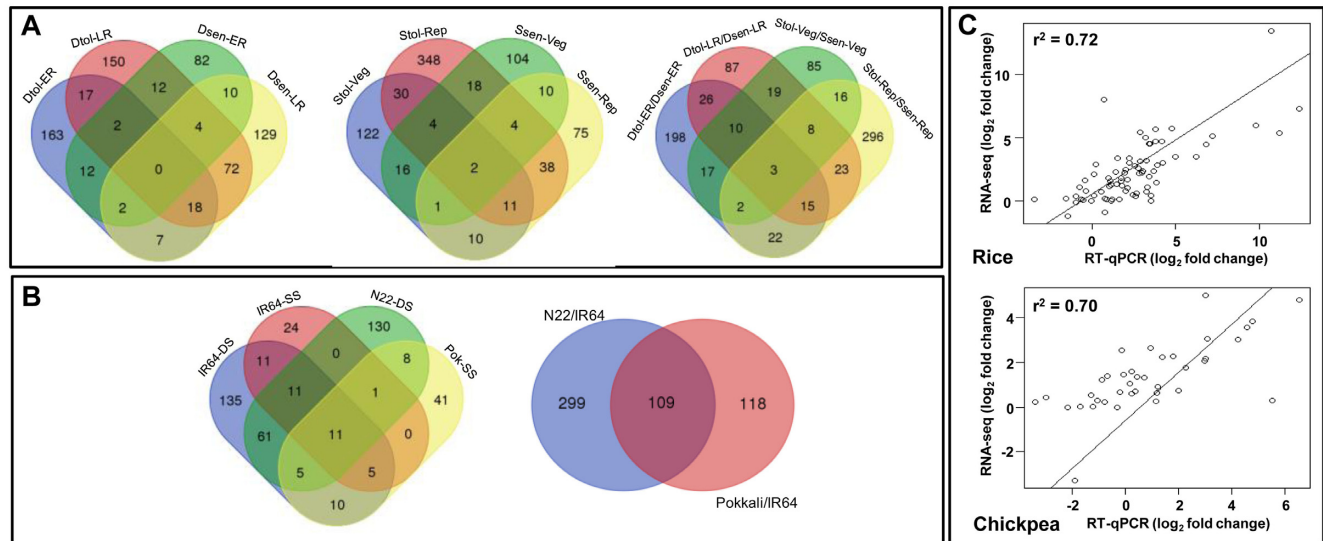 A
Dtol-ER
Dtol-LR
Dsen-ER
Dsen-LR
163
150
82
129
17
12
10
2
4
12
0
72
2
18
7
Stol-Veg
Stol-Rep
Ssen-Veg
Ssen-Rep
122
348
104
75
30
18
10
4
4
16
2
38
1
11
10
Dtol-ER/Dsen-ER
Dtol-LR/Dsen-LR
Stol-Veg/Ssen-Veg
Stol-Rep/Ssen-Rep
198
87
85
296
26
19
16
10
8
17
3
23
2
15
22
B
IR64-DS
IR64-SS
N22-DS
Pok-SS
135
24
130
41
11
0
8
11
1
61
11
0
5
5
10
N22/IR64
299
109
118
Pokkali/IR64
C
r² = 0.72
RNA-seq (log₂ fold change)
10
5
0
0
5
10
Rice
RT-qPCR (log₂ fold change)
r² = 0.70
RNA-seq (log₂ fold change)
4
2
0
-2
-2
0
2
4
6
Chickpea
RT-qPCR (log₂ fold change)